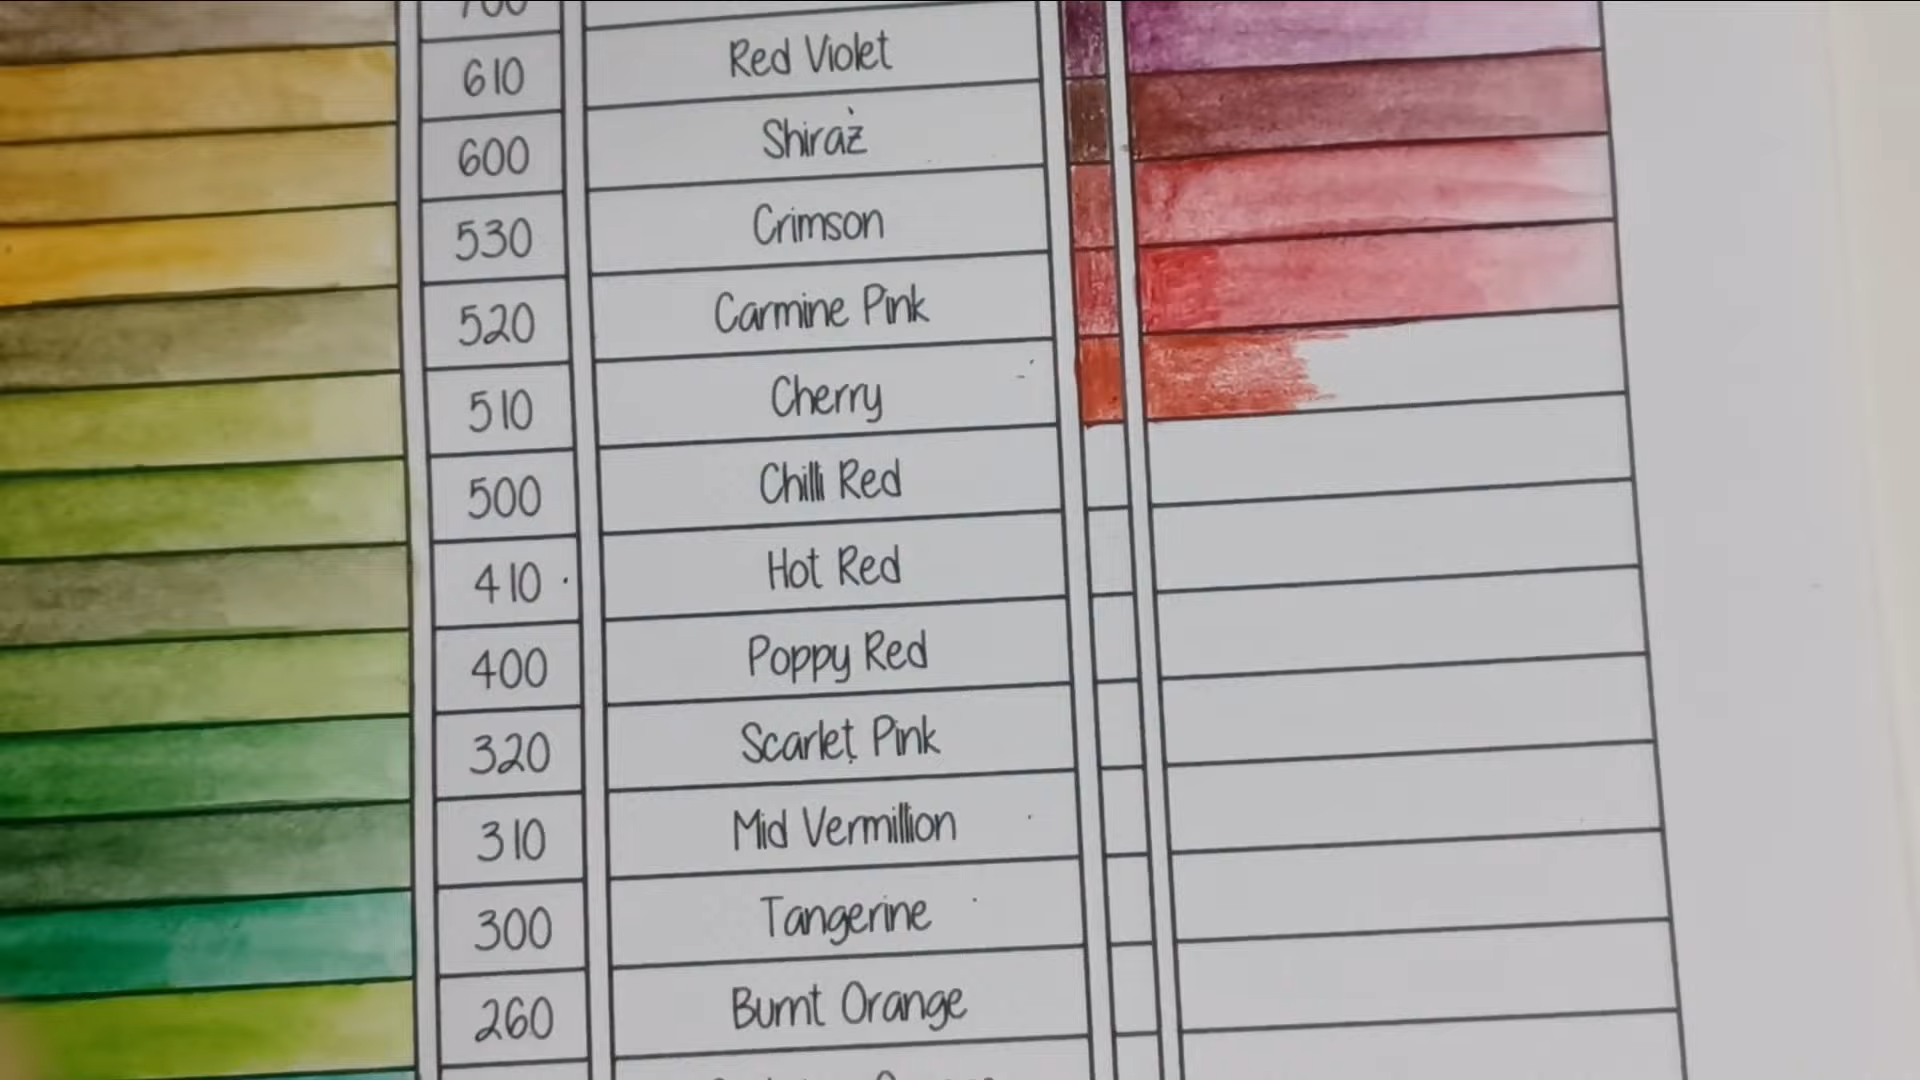 700
610 Red Violet
600 Shiraz
530 Crimson
520 Carmine Pink
510 Cherry
500 Chilli Red
410 Hot Red
400 Poppy Red
320 Scarlet Pink
310 Mid Vermillion
300 Tangerine
260 Burnt Orange